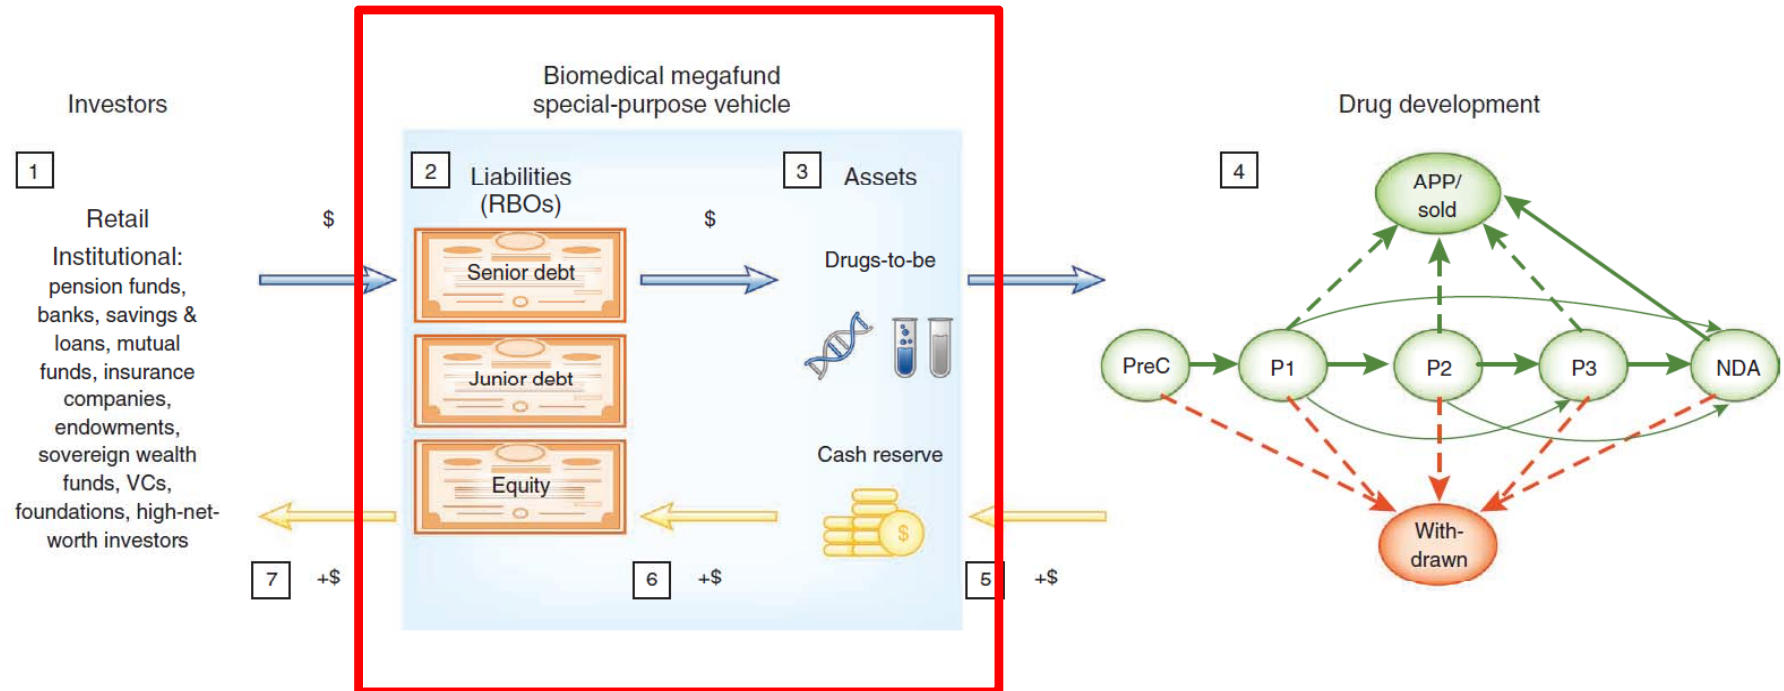 Investors
1
Retail
Institutional:
pension funds,
banks, savings &
loans, mutual
funds, insurance
companies,
endowments,
sovereign wealth
funds, VCs,
foundations, high-net-
worth investors
$
7
+$
Biomedical megafund
special-purpose vehicle
2
Liabilities
(RBOs)
Senior debt
Junior debt
Equity
$
6
+$
3
Assets
Drugs-to-be
Cash reserve
$
5
+$
Drug development
4
APP/
sold
PreC
P1
P2
P3
NDA
With-
drawn